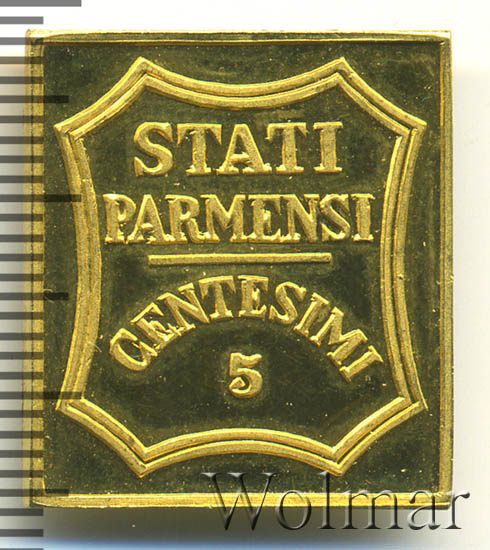 STATI
PARMENSI
CENTESIMI
5
Wolmar